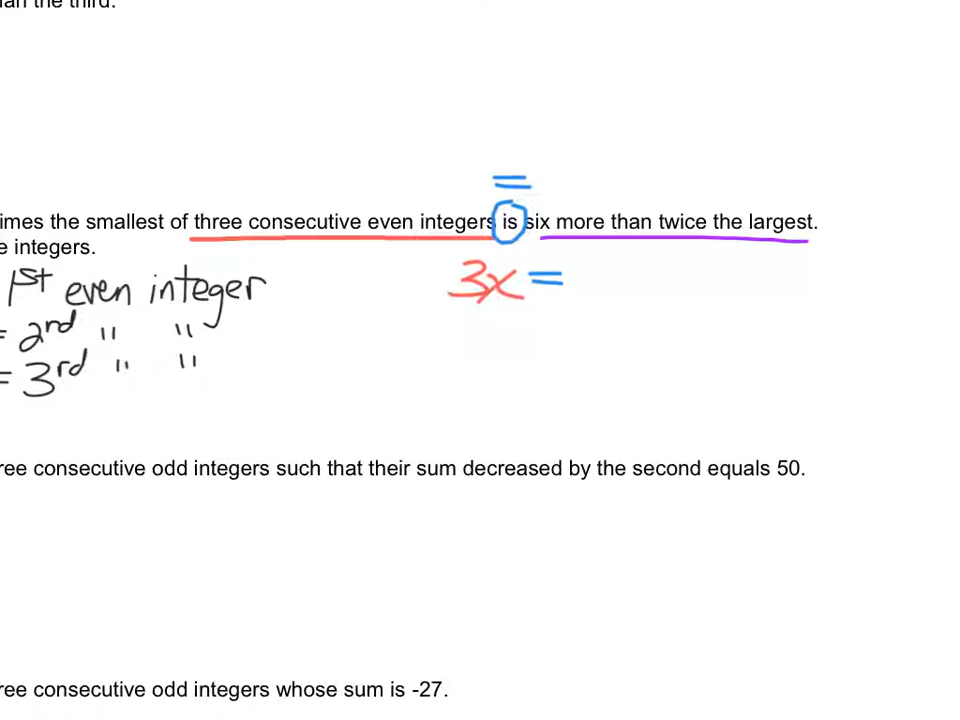 an the third.
=
imes the smallest of three consecutive even integers is six more than twice the largest.
e integers.
1st even integer
3x =
= 2nd " "
= 3rd " "
ree consecutive odd integers such that their sum decreased by the second equals 50.
ree consecutive odd integers whose sum is -27.